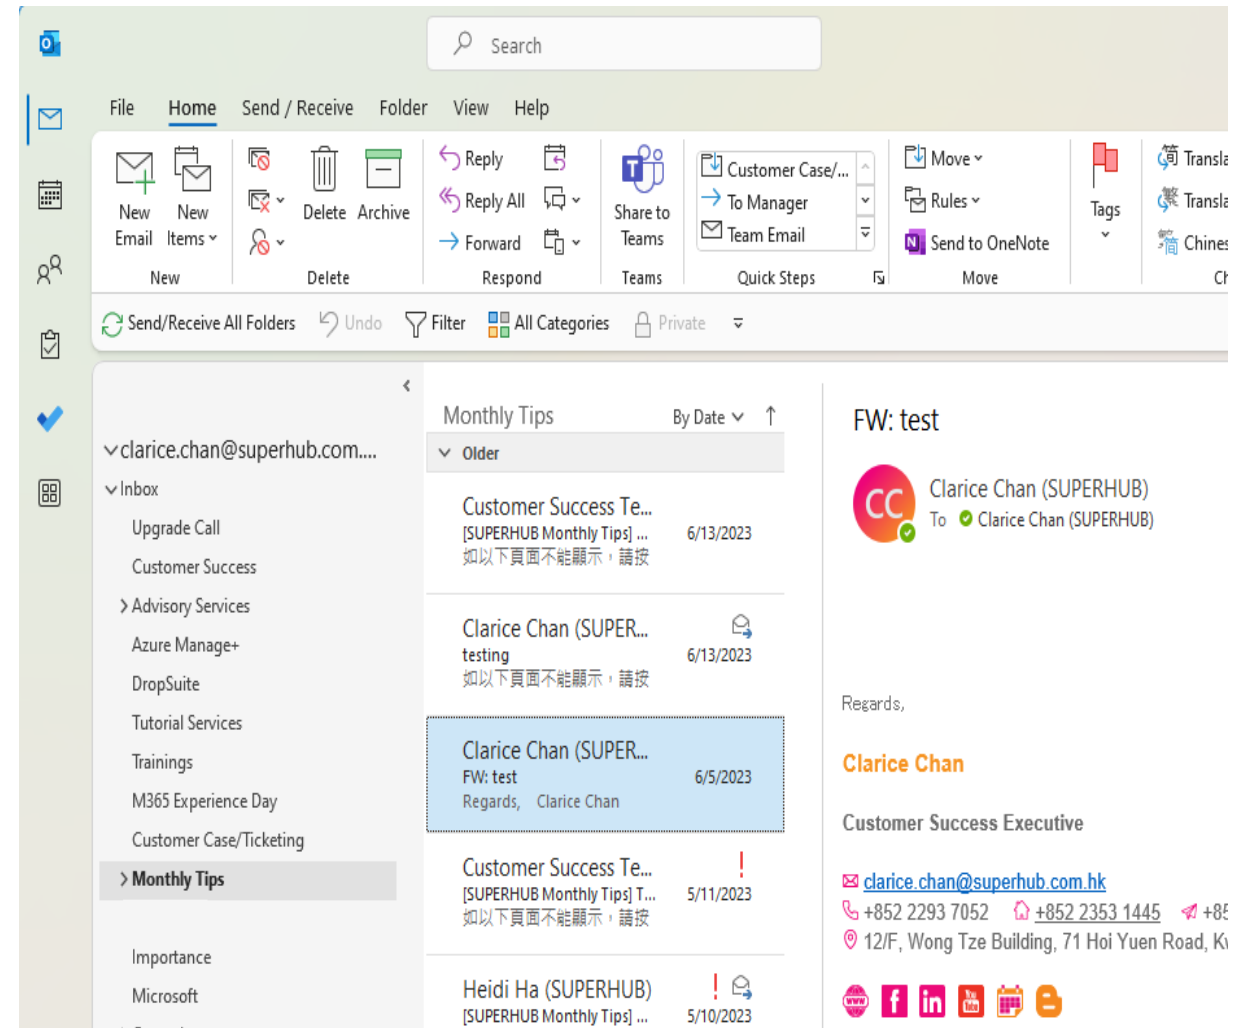 Search
File Home Send / Receive Folder View Help
New Email
New Items
Delete
Archive
Reply
Reply All
Forward
Share to Teams
Customer Case/...
To Manager
Team Email
Move
Rules
Send to OneNote
Tags
New Delete Respond Teams Quick Steps Move
Send/Receive All Folders Undo Filter All Categories Private
clarice.chan@superhub.com....
Inbox
Upgrade Call
Customer Success
Advisory Services
Azure Manage+
DropSuite
Tutorial Services
Trainings
M365 Experience Day
Customer Case/Ticketing
Monthly Tips
Importance
Microsoft
Monthly Tips By Date
Older
Customer Success Te...
[SUPERHUB Monthly Tips] ... 6/13/2023
如以下頁面不能顯示，請按
Clarice Chan (SUPER...
testing 6/13/2023
如以下頁面不能顯示，請按
Clarice Chan (SUPER...
FW: test 6/5/2023
Regards, Clarice Chan
Customer Success Te...
[SUPERHUB Monthly Tips] T... 5/11/2023
如以下頁面不能顯示，請按
Heidi Ha (SUPERHUB)
[SUPERHUB Monthly Tips] ... 5/10/2023
FW: test
CC
Clarice Chan (SUPERHUB)
To Clarice Chan (SUPERHUB)
Regards,
Clarice Chan
Customer Success Executive
clarice.chan@superhub.com.hk
+852 2293 7052 +852 2353 1445 +85
12/F, Wong Tze Building, 71 Hoi Yuen Road,